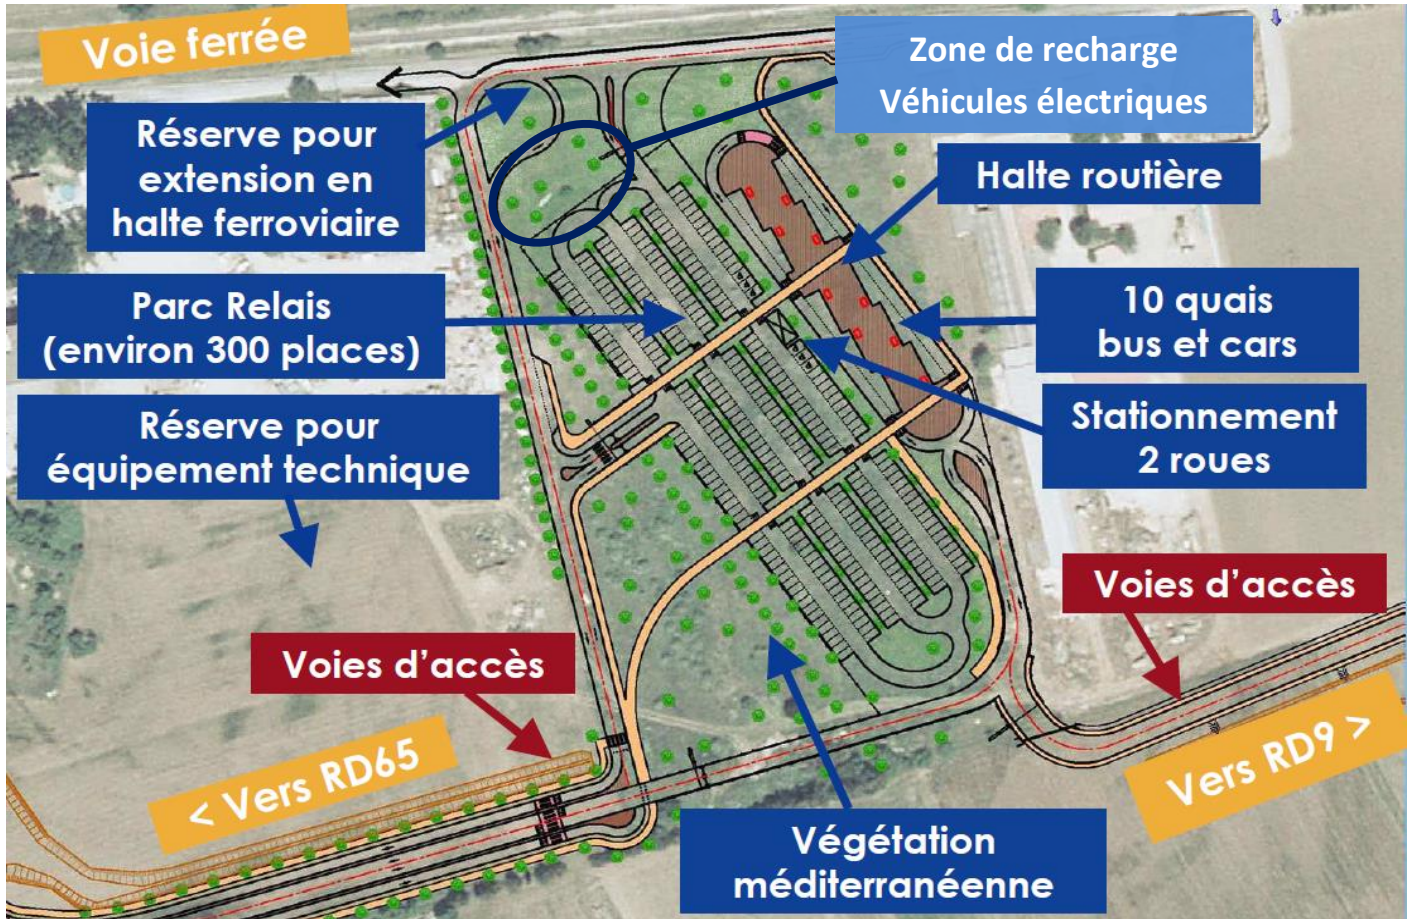 Voie ferrée
Zone de recharge
Véhicules électriques
Réserve pour
extension en
halte ferroviaire
Halte routière
Parc Relais
(environ 300 places)
10 quais
bus et cars
Réserve pour
équipement technique
Stationnement
2 roues
Voies d'accès
Voies d'accès
< Vers RD65
Vers RD9 >
Végétation
méditerranéenne